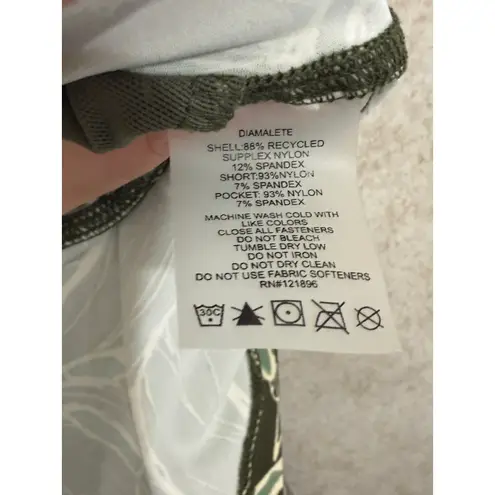 DIAMALETE
SHELL:88% RECYCLED
SUPPLEX NYLON
12% SPANDEX
SHORT:93%NYLEX
7% SPANDEX
POCKET: 93% NYLON
7% SPANDEX
MACHINE WASH COLD WITH
LIKE COLORS
CLOSE ALL FASTENERS
DO NOT BLEACH
TUMBLE DRY LOW
DO NOT IRON
DO NOT DRY CLEAN
DO NOT USE FABRIC SOFTENERS
RN#121896
30C